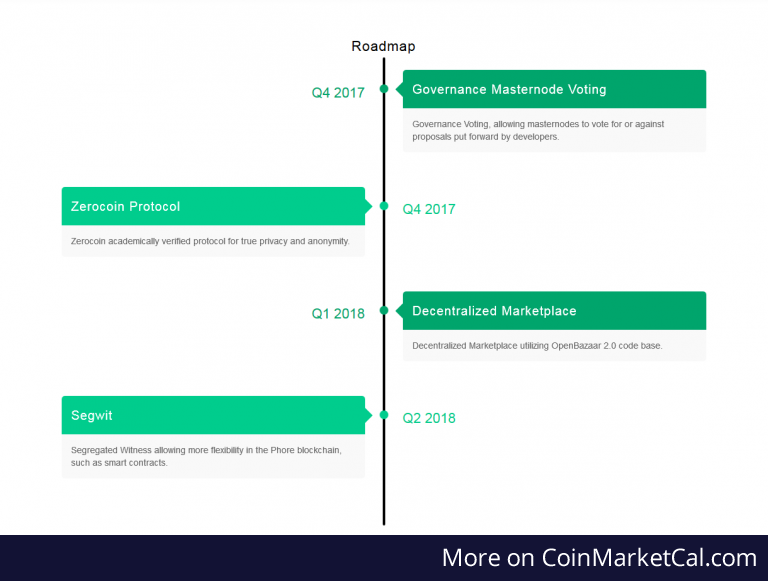 Roadmap
Q4 2017
Governance Masternode Voting
Governance Voting, allowing masternodes to vote for or against
proposals put forward by developers.
Zerocoin Protocol
Q4 2017
Zerocoin academically verified protocol for true privacy and anonymity.
Q1 2018
Decentralized Marketplace
Decentralized Marketplace utilizing OpenBazaar 2.0 code base.
Segwit
Q2 2018
Segregated Witness allowing more flexibility in the Phore blockchain,
such as smart contracts.
More on CoinMarketCal.com